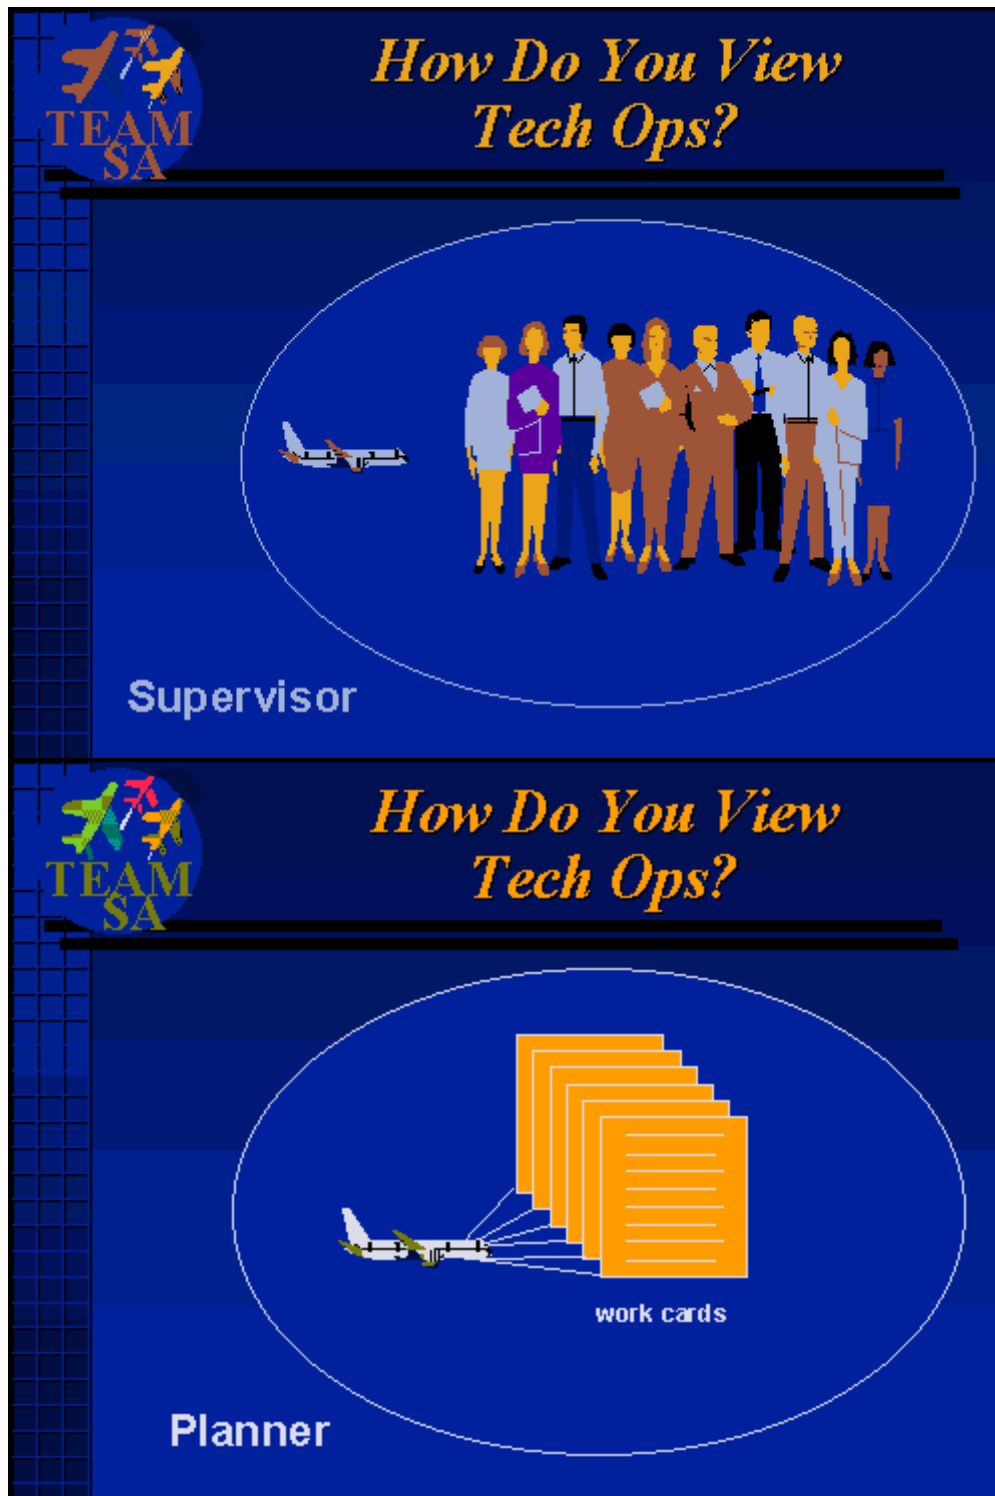 TEAM
SA
How Do You View
Tech Ops?
Supervisor
TEAM
SA
How Do You View
Tech Ops?
work cards
Planner